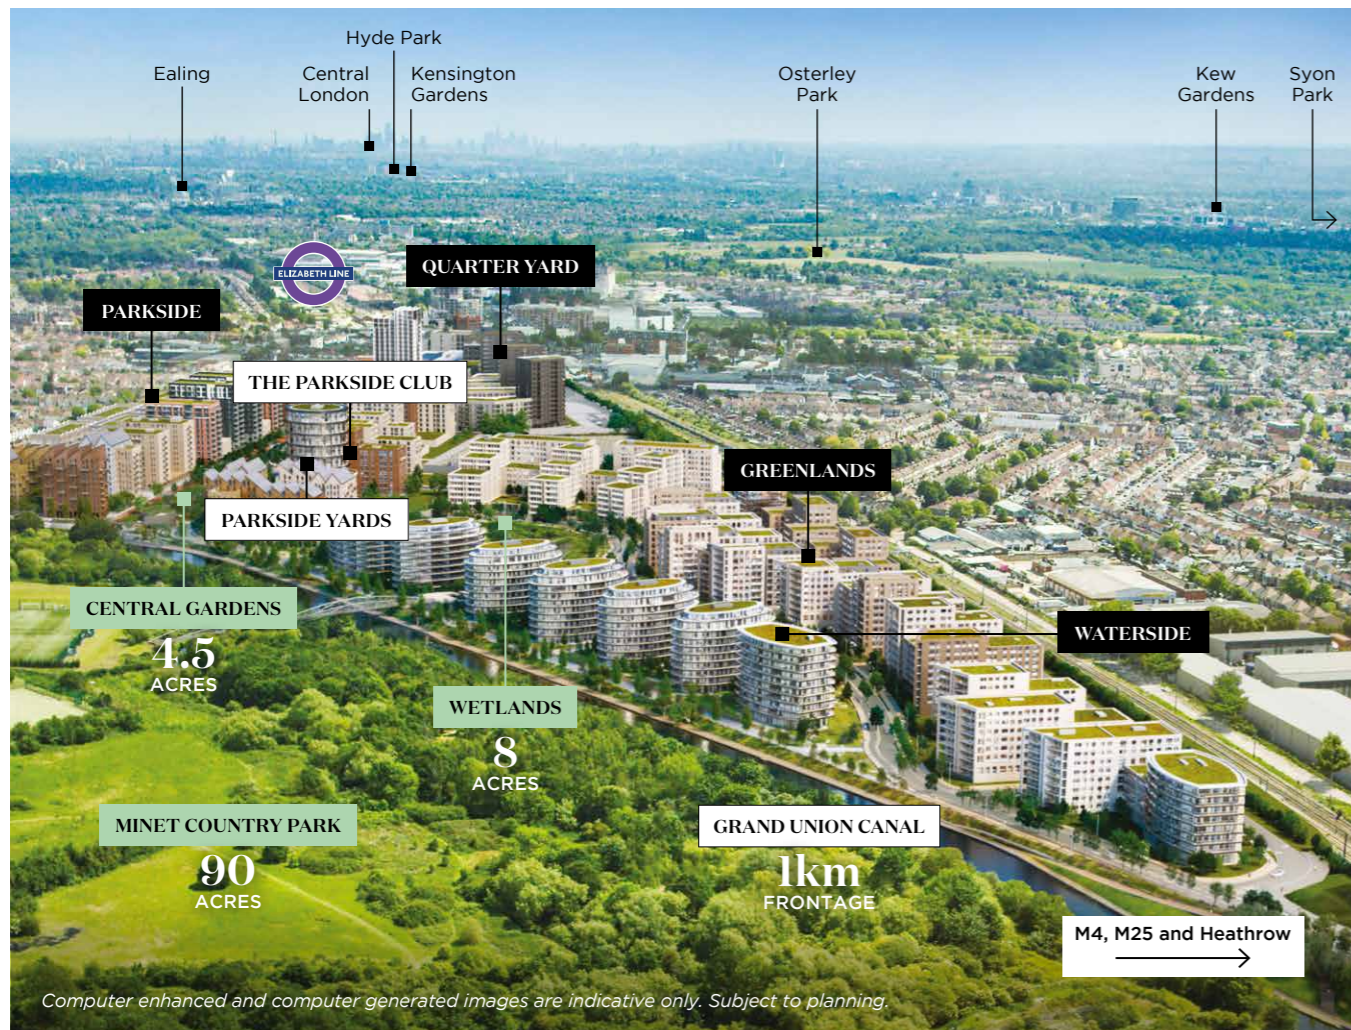 Hyde Park
Ealing
Central
London
Kensington
Gardens
Osterley
Park
Kew
Gardens
Syon
Park
ELIZABETH LINE
QUARTER YARD
PARKSIDE
THE PARKSIDE CLUB
GREENLANDS
PARKSIDE YARDS
CENTRAL GARDENS
4.5
ACRES
WATERSIDE
WETLANDS
8
ACRES
MINET COUNTRY PARK
90
ACRES
GRAND UNION CANAL
1km
FRONTAGE
M4, M25 and Heathrow
Computer enhanced and computer generated images are indicative only. Subject to planning.